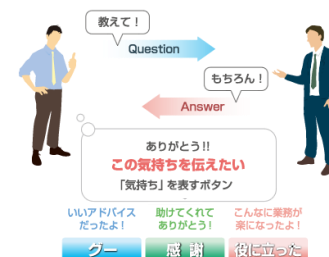 教えて！
Question
もちろん！
Answer
ありがとう!!
この気持ちを伝えたい
「気持ち」を表すボタン
いいアドバイス
だったよ！
助けてくれて
ありがとう！
こんなに業務が
楽になったよ！
グー
感 謝
役に立った